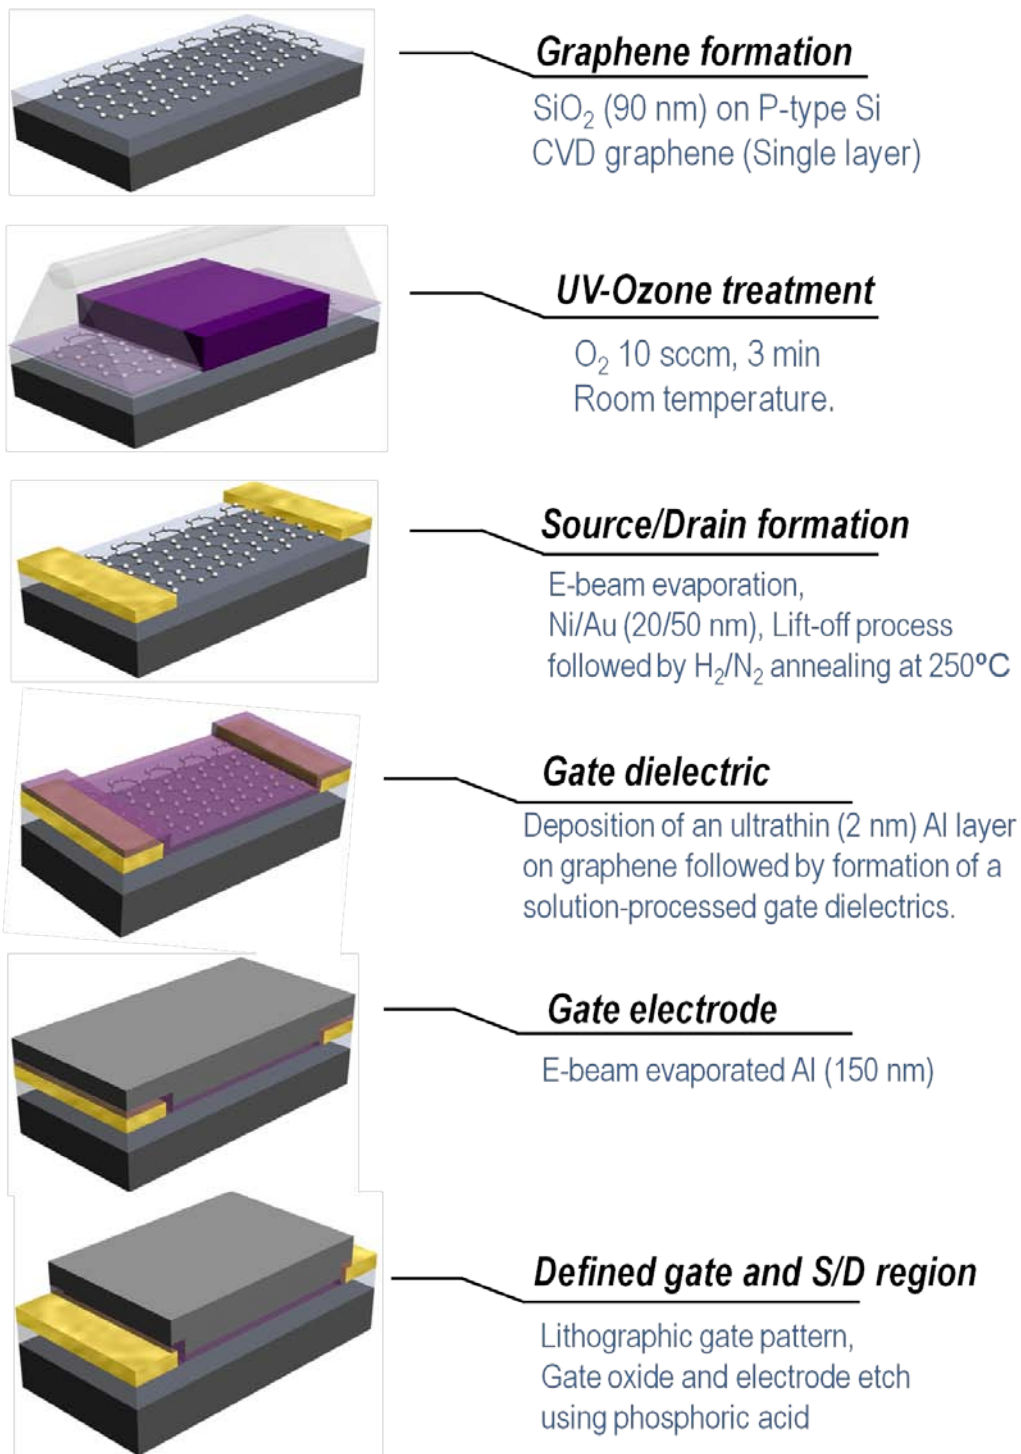 Graphene formation
SiO₂ (90 nm) on P-type Si
CVD graphene (Single layer)
UV-Ozone treatment
O₂ 10 sccm, 3 min
Room temperature.
Source/Drain formation
E-beam evaporation,
Ni/Au (20/50 nm), Lift-off process
followed by H₂/N₂ annealing at 250ºC
Gate dielectric
Deposition of an ultrathin (2 nm) Al layer
on graphene followed by formation of a
solution-processed gate dielectrics.
Gate electrode
E-beam evaporated Al (150 nm)
Defined gate and S/D region
Lithographic gate pattern,
Gate oxide and electrode etch
using phosphoric acid